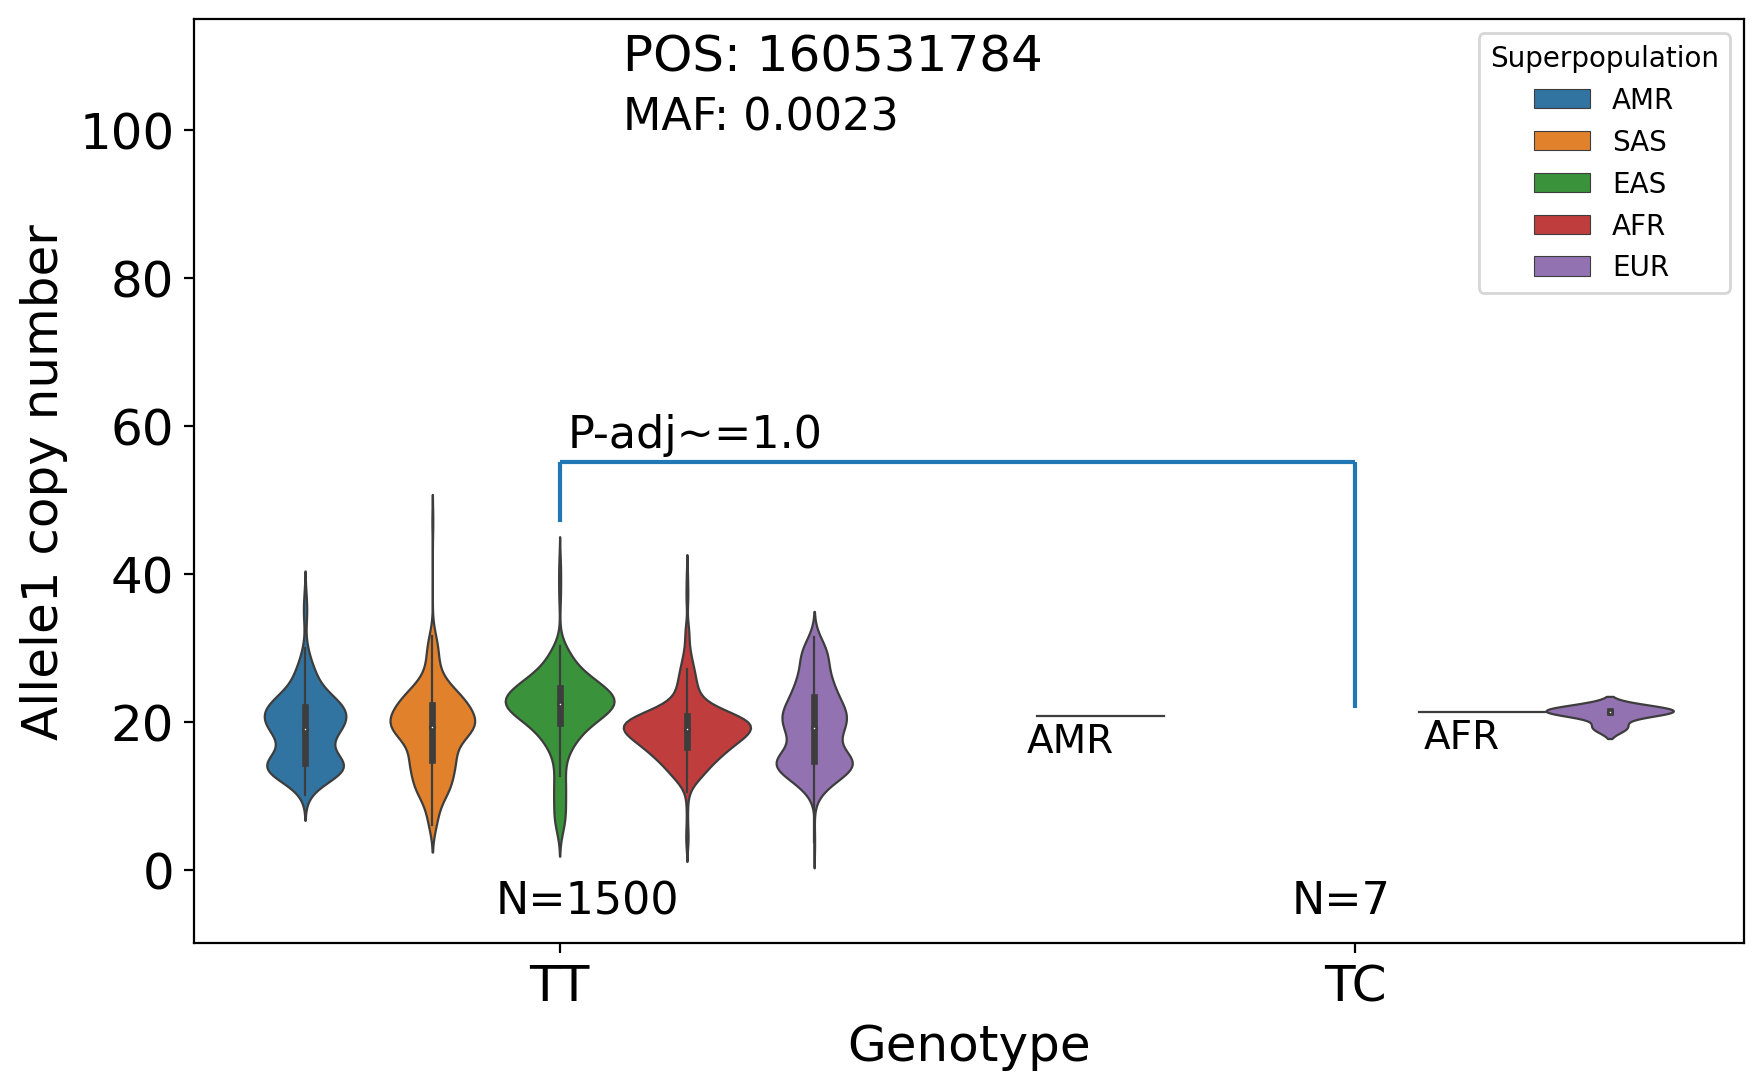 POS: 160531784
MAF: 0.0023
Superpopulation
AMR
SAS
EAS
AFR
EUR
Allele1 copy number
100
80
60
40
20
0
P-adj~=1.0
AMR
AFR
N=1500
N=7
TT
TC
Genotype